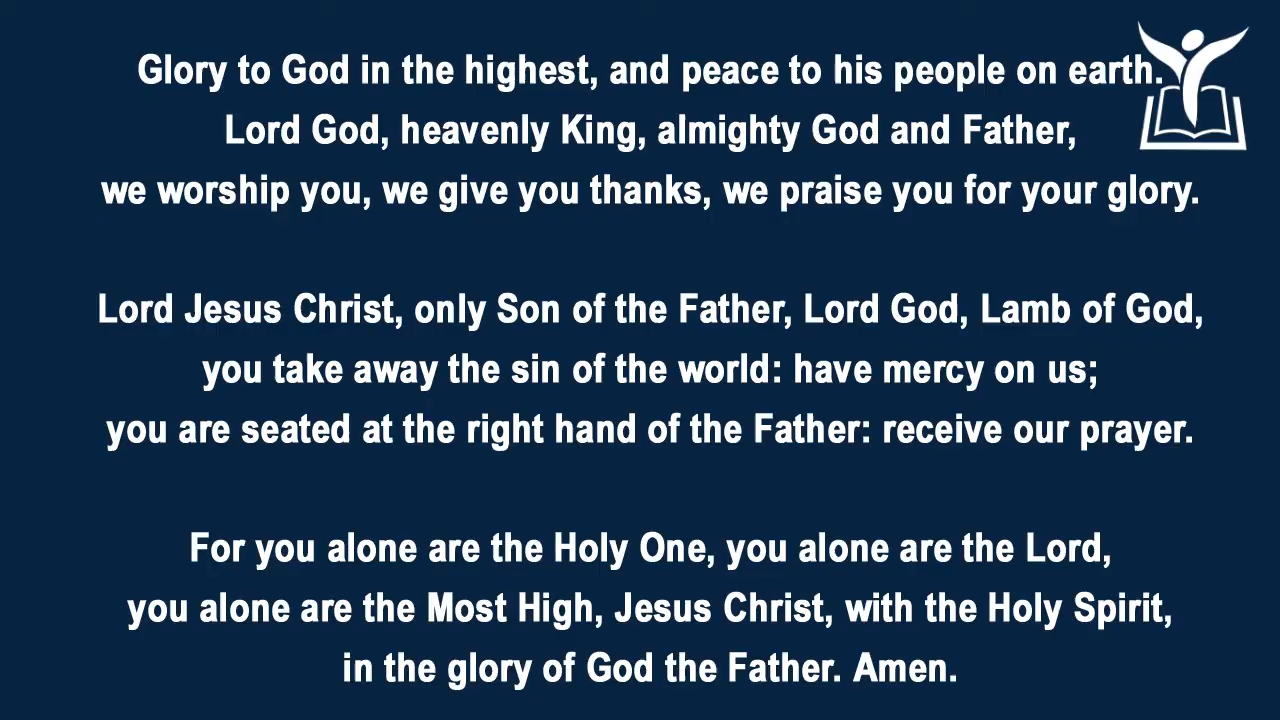 Glory to God in the highest, and peace to his people on earth.
Lord God, heavenly King, almighty God and Father,
we worship you, we give you thanks, we praise you for your glory.
Lord Jesus Christ, only Son of the Father, Lord God, Lamb of God,
you take away the sin of the world: have mercy on us;
you are seated at the right hand of the Father: receive our prayer.
For you alone are the Holy One, you alone are the Lord,
you alone are the Most High, Jesus Christ, with the Holy Spirit,
in the glory of God the Father. Amen.